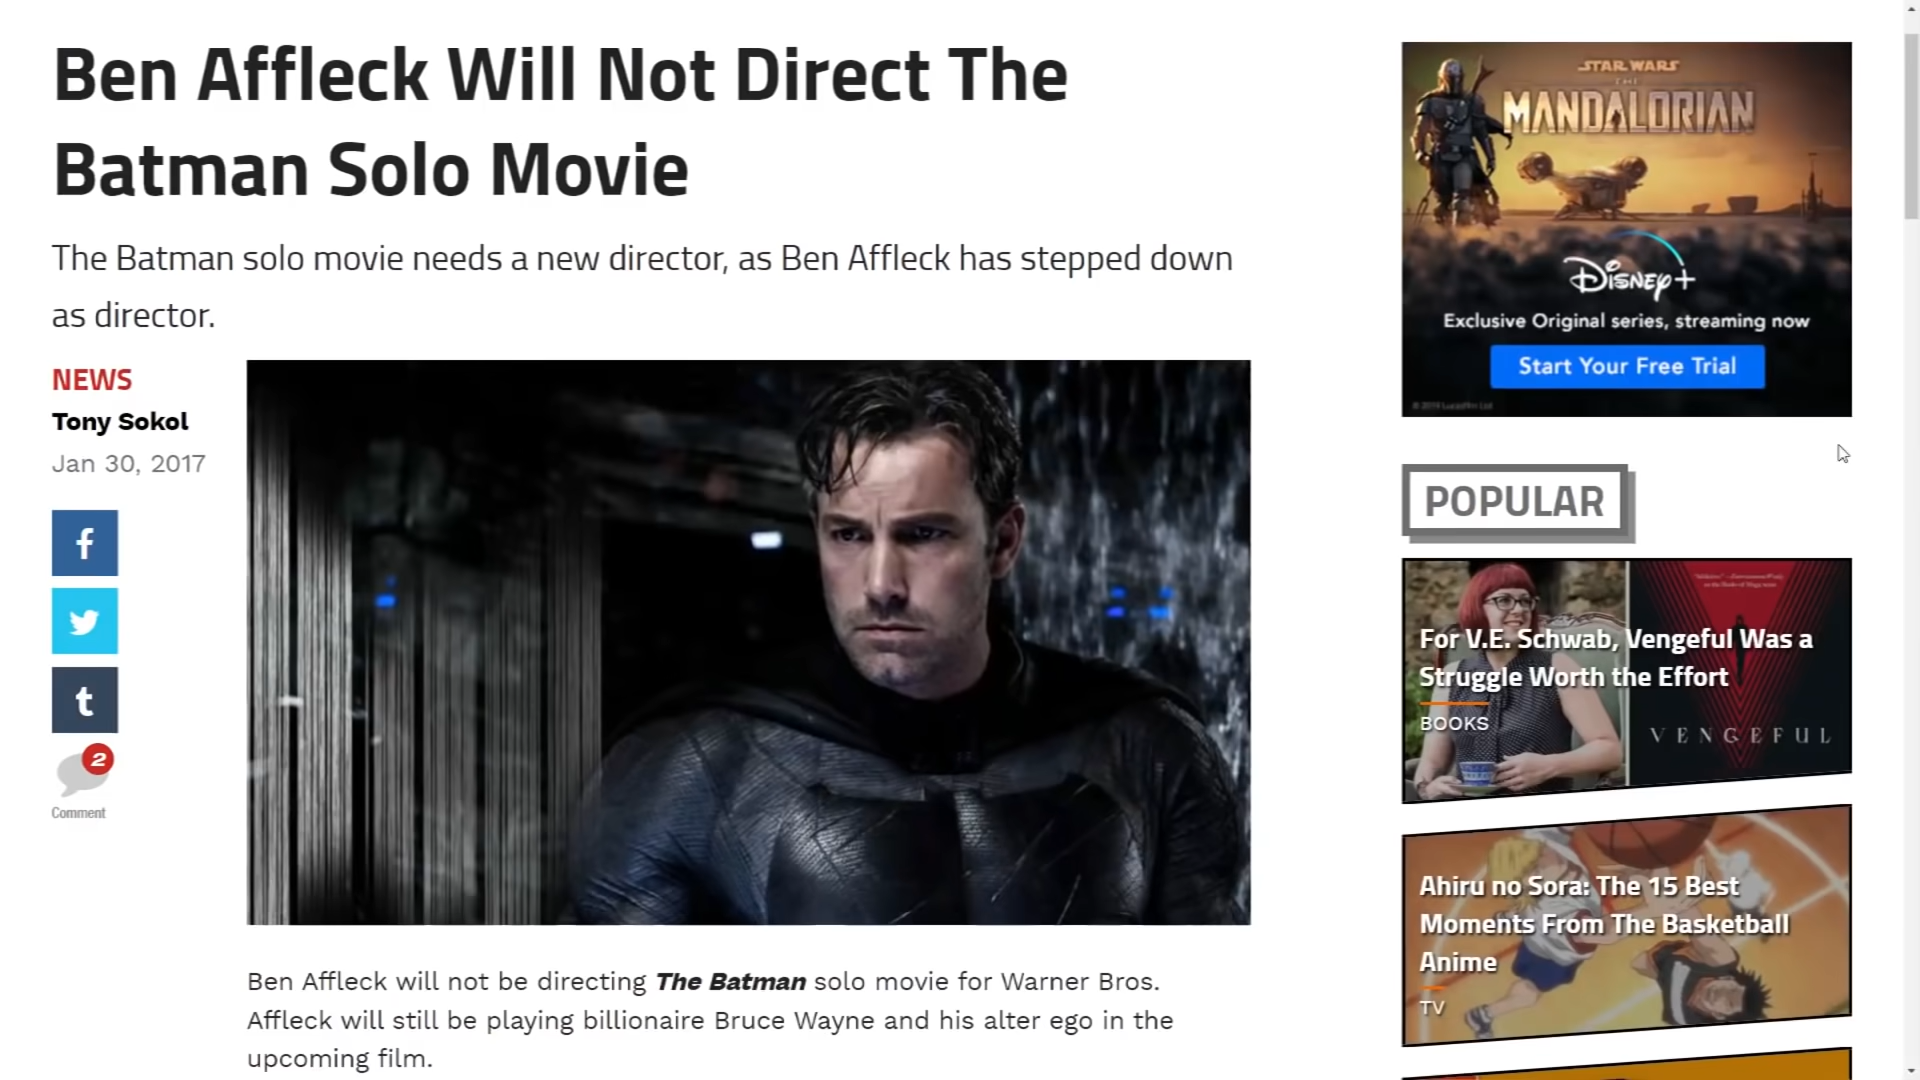 Ben Affleck Will Not Direct The
Batman Solo Movie
The Batman solo movie needs a new director, as Ben Affleck has stepped down
as director.
NEWS
Tony Sokol
Jan 30, 2017
f
t
2
Comment
Ben Affleck will not be directing The Batman solo movie for Warner Bros.
Affleck will still be playing billionaire Bruce Wayne and his alter ego in the
upcoming film.
STAR WARS
THE
MANDALORIAN
Disney+
Exclusive Original series, streaming now
Start Your Free Trial
POPULAR
For V.E. Schwab, Vengeful Was a
Struggle Worth the Effort
BOOKS
VENGEFUL
Ahiru no Sora: The 15 Best
Moments From The Basketball
Anime
TV